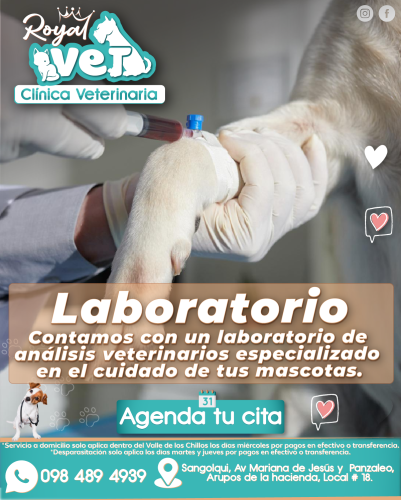 Royal
Vet
Clínica Veterinaria
Laboratorio
Contamos con un laboratorio de
análisis veterinarios especializado
en el cuidado de tus mascotas.
31
Agenda tu cita
*Servicio a domicilio solo aplica dentro del Valle de los Chillos los días miércoles por pagos en efectivo o transferencia.
*Desparasitación solo aplica los días martes y jueves por pagos en efectivo o transferencia.
098 489 4939
Sangolqui, Av Mariana de Jesús y Panzaleo,
Arupos de la hacienda, Local # 18.